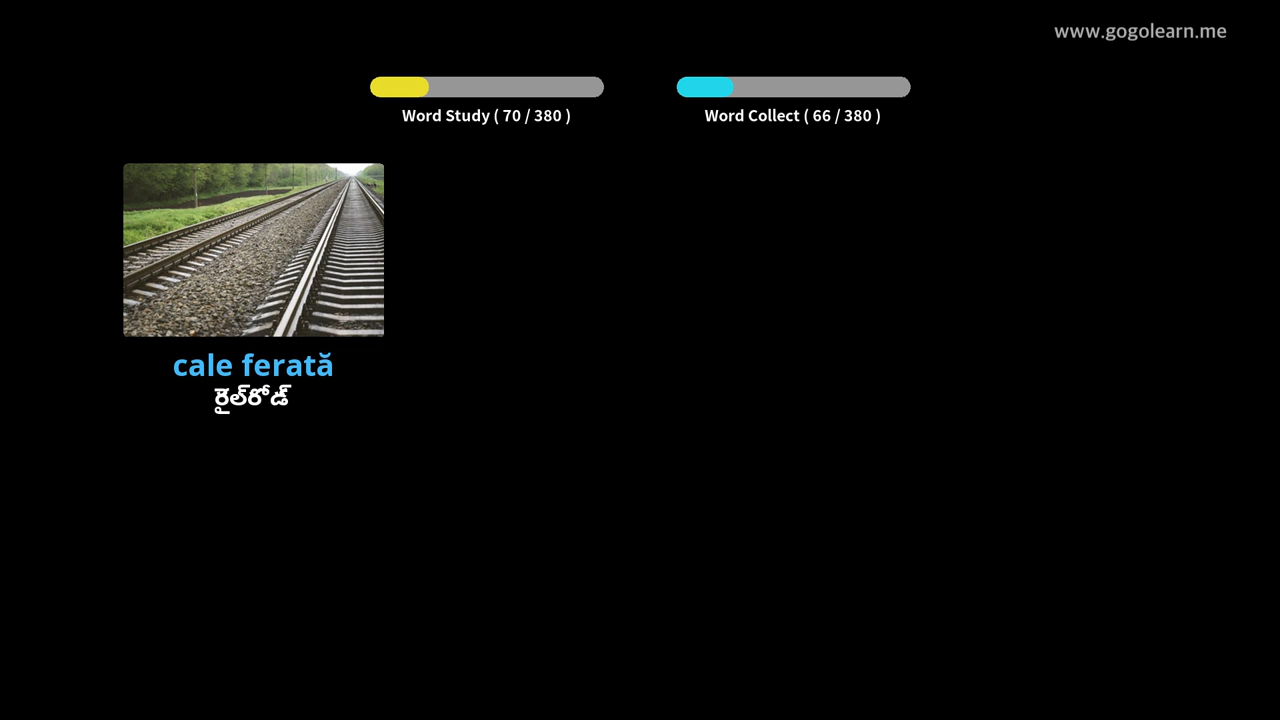 www.gogolearn.me
Word Study ( 70 / 380 )
Word Collect ( 66 / 380 )
cale ferată
రైల్‌రోడ్